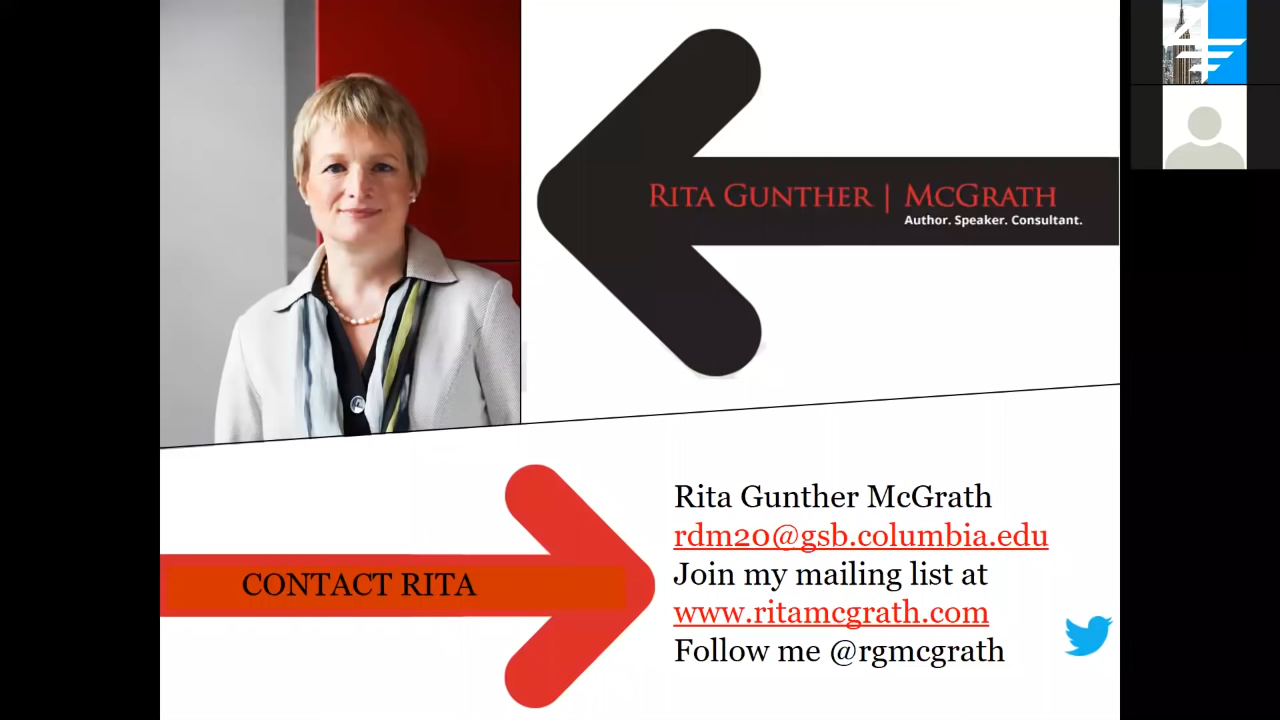 RITA GUNTHER | MCGRATH
Author. Speaker. Consultant.
CONTACT RITA
Rita Gunther McGrath
rdm20@gsb.columbia.edu
Join my mailing list at
www.ritamcgrath.com
Follow me @rgmcgrath